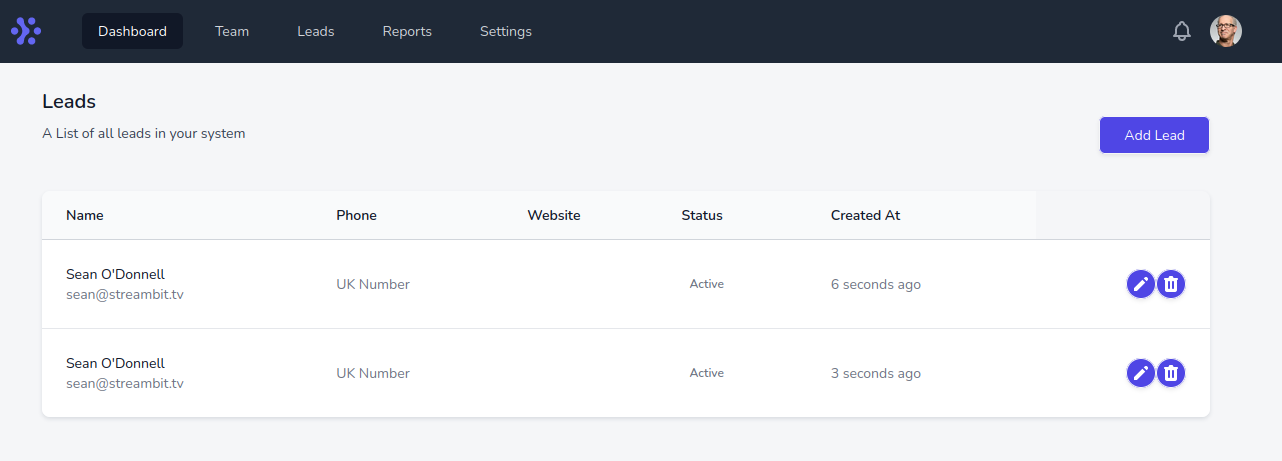 Dashboard Team Leads Reports Settings
Leads
A List of all leads in your system
Add Lead
Name Phone Website Status Created At
Sean O'Donnell
sean@streambit.tv UK Number Active 6 seconds ago
Sean O'Donnell
sean@streambit.tv UK Number Active 3 seconds ago